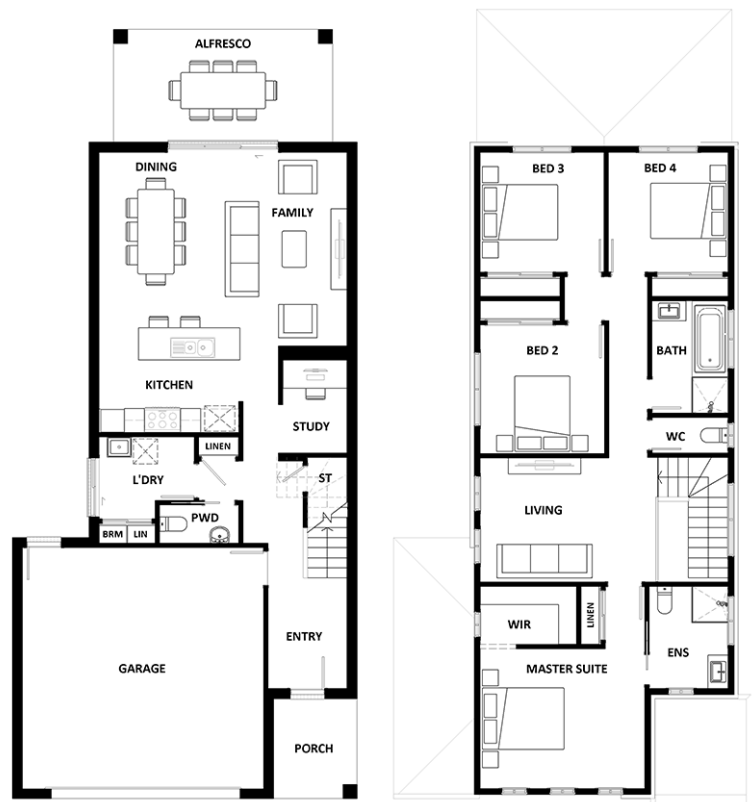 ALFRESCO
DINING
FAMILY
KITCHEN
STUDY
LINEN
L'DRY
ST
PWD
BRM LIN
ENTRY
GARAGE
PORCH
BED 3 BED 4
BED 2
BATH
WC
LIVING
WIR
LINEN
ENS
MASTER SUITE